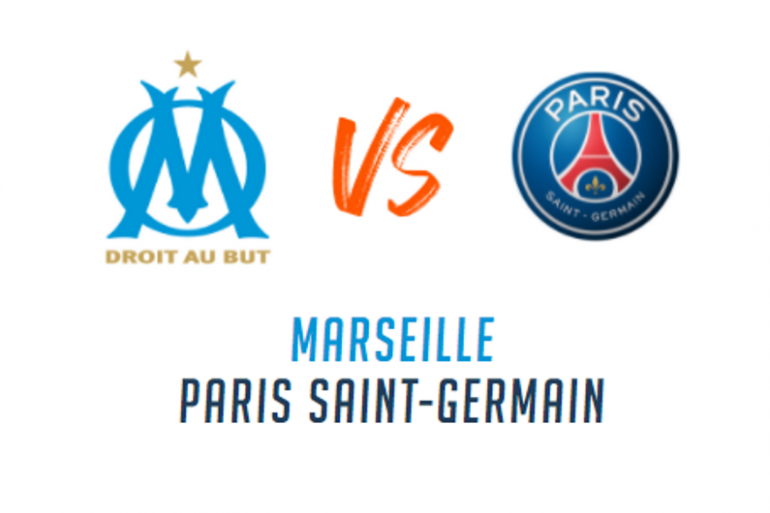 VS
PARIS
SAINT-GERMAIN
DROIT AU BUT
MARSEILLE
PARIS SAINT-GERMAIN